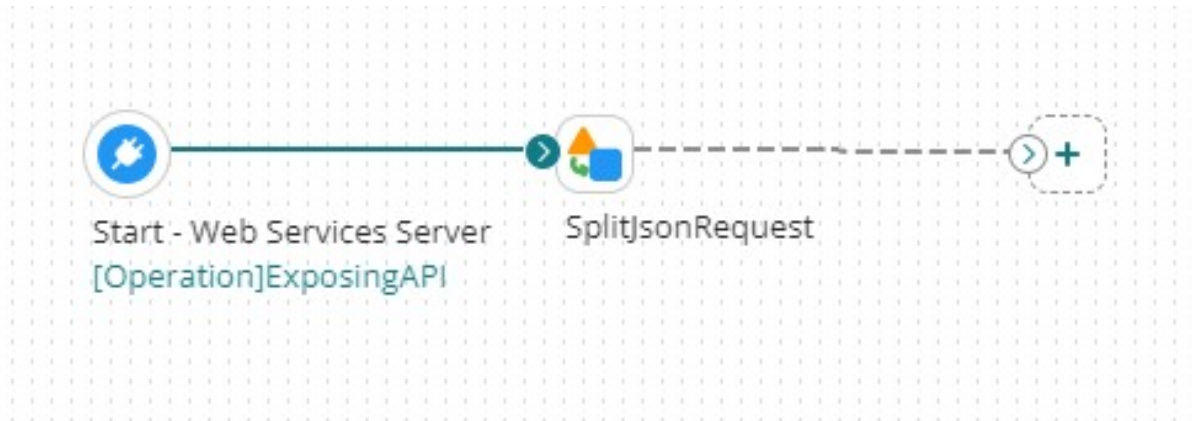 Start - Web Services Server
[Operation]ExposingAPI
SplitJsonRequest